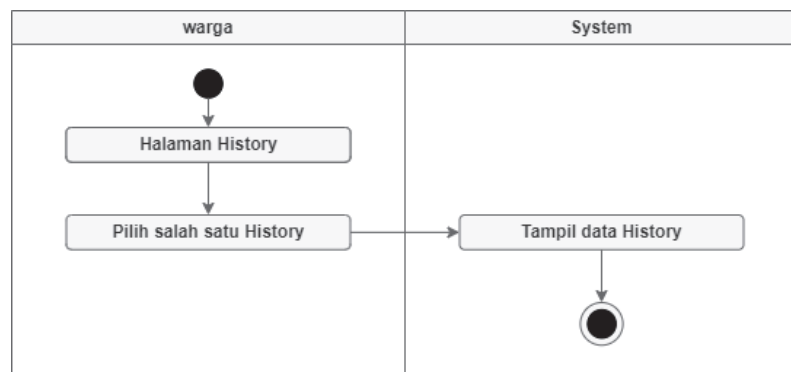 warga
System
Halaman History
Pilih salah satu History
Tampil data History